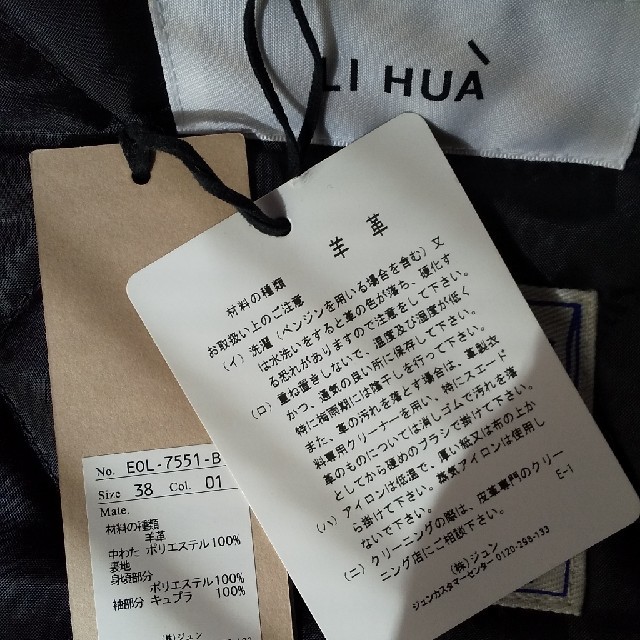 LI HUÀ
羊 革
材料の種類
お取扱い上のご注意
(イ) 洗濯 (ベンジンを用いる場合を含む) 又
は水洗いをすると革の色が落ち、硬化す
る恐れがありますので注意をして下さい。
(ロ) 重ね置きしないで、温度及び湿度が低く
かつ、通気の良い所に保存して下さい。
特に梅雨期には陰干しを行って下さい。
また、革の汚れを落とす場合は、革製衣
料専用クリーナーを用い、特にスエード
革のものについては消しゴムで汚れを落
としてから硬めのブラシで掛けて下さい。
(ハ) アイロンは低温で、厚い紙又は布の上か
ら掛けて下さい。蒸気アイロンは使用し
ないで下さい。
(ニ) クリーニングの際は、皮革専門のクリー
ニング店にご相談下さい。
E-1
(株)ジュン
ジュンカスタマーセンター 0120-298-133
No. EOL-7551-B
Size 38 Col. 01
Mate.
材料の種類
羊革
中わた ポリエステル100%
裏地
身頃部分
ポリエステル100%
袖部分 キュプラ 100%
(株)ジュン